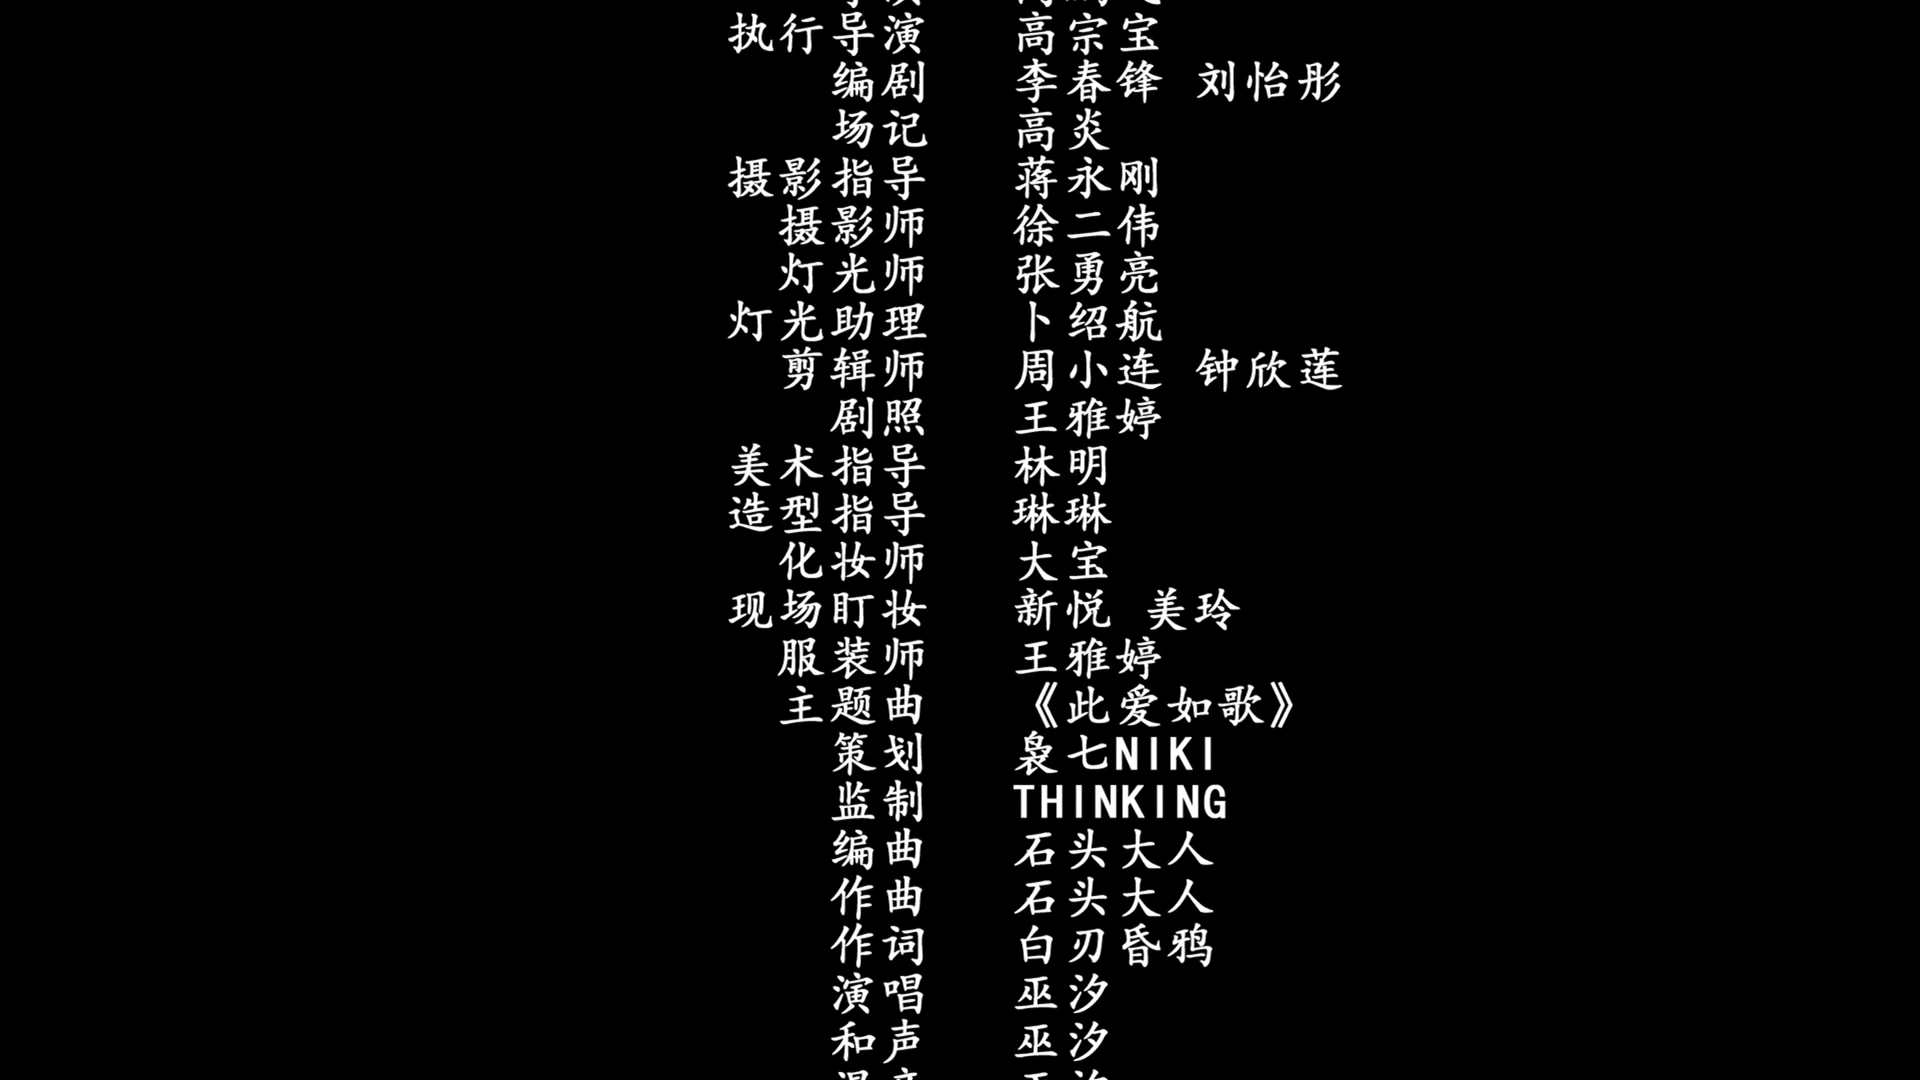 执行导演 高宗宝
编剧 李春锋 刘怡彤
场记 高炎
摄影指导 蒋永刚
摄影师 徐二伟
灯光师 张勇亮
灯光助理 卜绍航
剪辑师 周小连 钟欣莲
剧照 王雅婷
美术指导 林明
造型指导 琳琳
化妆师 大宝
现场盯妆 新悦 美玲
服装师 王雅婷
主题曲 《此爱如歌》
策划 袅七NIKI
监制 THINKING
编曲 石头大人
作曲 石头大人
作词 白刃昏鸦
演唱 巫汐
和声 巫汐